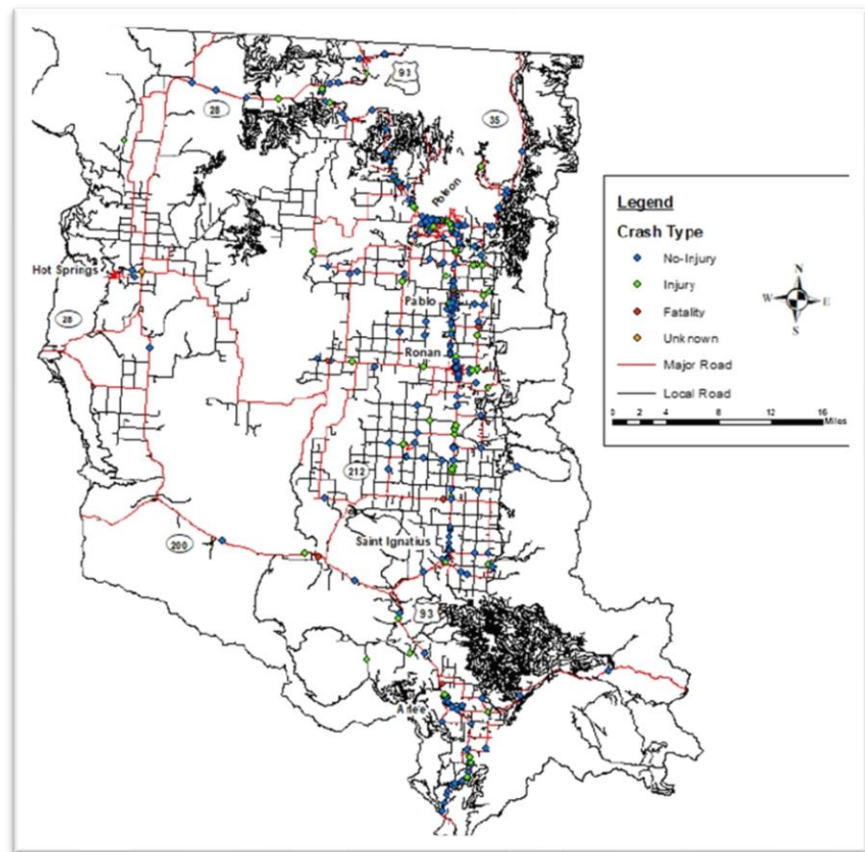 93
28
35
Polson
Hot Springs
28
Pablo
Ronan
212
Saint Ignatius
200
93
Arlee
Legend
Crash Type
No-Injury
Injury
Fatality
Unknown
Major Road
Local Road
N
W E
S
0 2 4 8 12 16
Miles